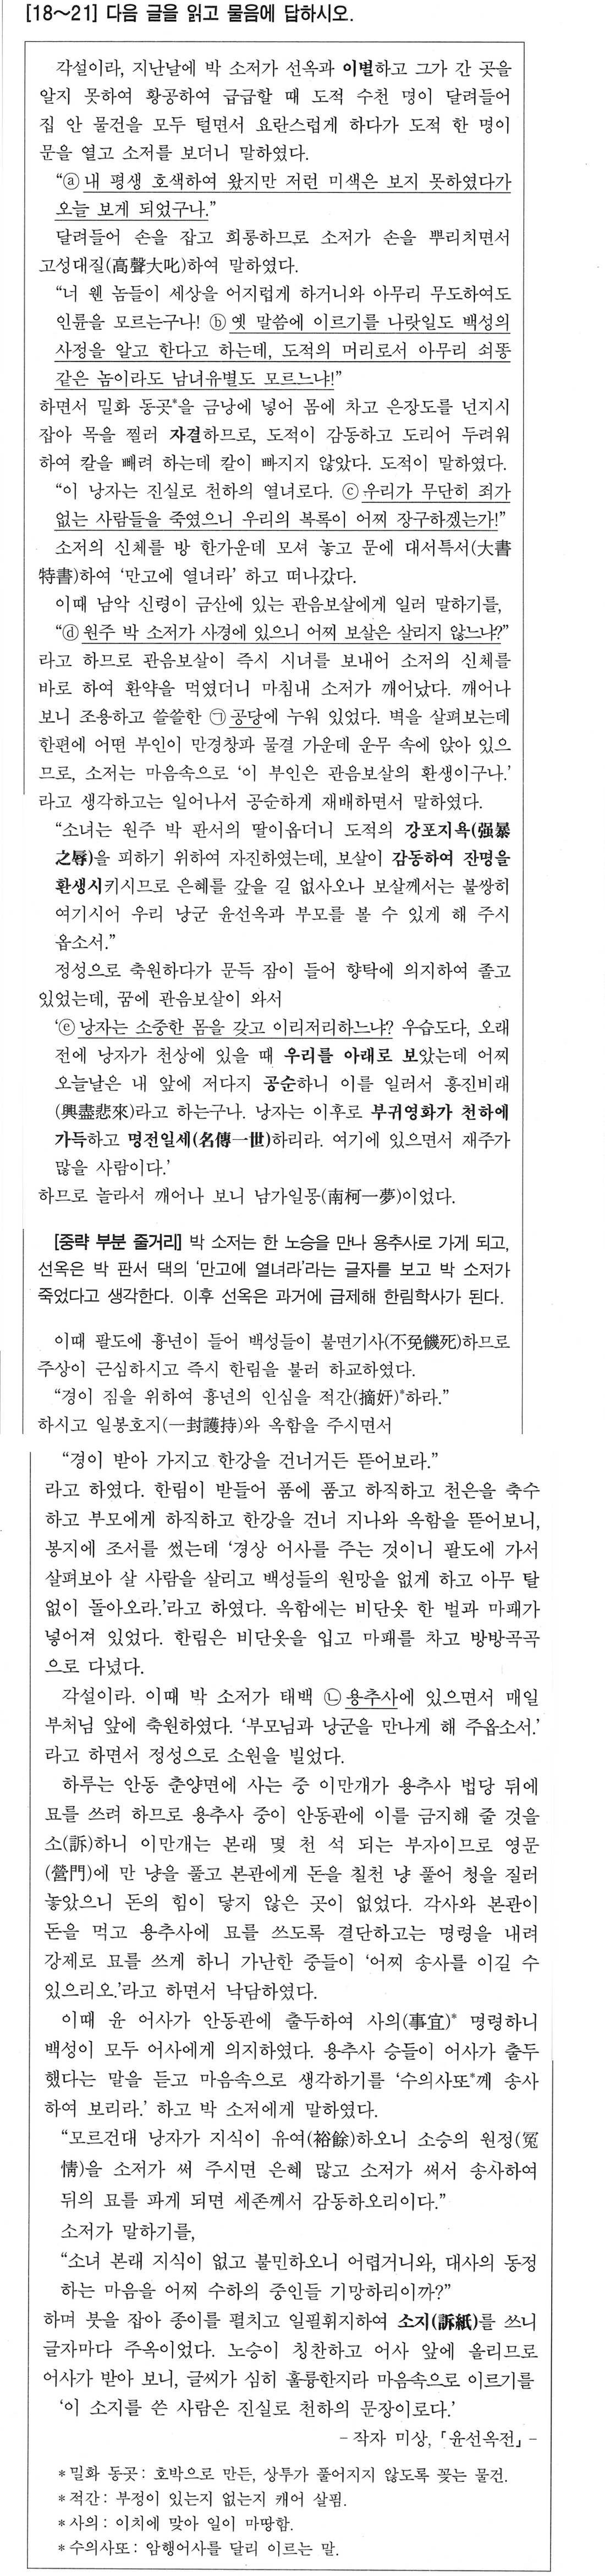 [18～21] 다음 글을 읽고 물음에 답하시오.
각설이라, 지난날에 박 소저가 선옥과 이별하고 그가 간 곳을
알지 못하여 황공하여 급급할 때 도적 수천 명이 달려들어
집 안 물건을 모두 털면서 요란스럽게 하다가 도적 한 명이
문을 열고 소저를 보더니 말하였다.
“ⓐ 내 평생 호색하여 왔지만 저런 미색은 보지 못하였다가
오늘 보게 되었구나.”
달려들어 손을 잡고 희롱하므로 소저가 손을 뿌리치면서
고성대질(高聲大叱)하여 말하였다.
“너 웬 놈들이 세상을 어지럽게 하거니와 아무리 무도하여도
인륜을 모르는구나! ⓑ 옛 말씀에 이르기를 나랏일도 백성의
사정을 알고 한다고 하는데, 도적의 머리로서 아무리 쇠똥
같은 놈이라도 남녀유별도 모르느냐!”
하면서 밀화 동곳*을 금낭에 넣어 몸에 차고 은장도를 넌지시
잡아 목을 찔러 자결하므로, 도적이 감동하고 도리어 두려워
하여 칼을 빼려 하는데 칼이 빠지지 않았다. 도적이 말하였다.
“이 낭자는 진실로 천하의 열녀로다. ⓒ 우리가 무단히 죄가
없는 사람들을 죽였으니 우리의 복록이 어찌 장구하겠는가!”
소저의 신체를 방 한가운데 모셔 놓고 문에 대서특서(大書
特書)하여 ‘만고에 열녀라’ 하고 떠나갔다.
이때 남악 신령이 금산에 있는 관음보살에게 일러 말하기를,
“ⓓ 원주 박 소저가 사경에 있으니 어찌 보살은 살리지 않느냐?”
라고 하므로 관음보살이 즉시 시녀를 보내어 소저의 신체를
바로 하여 환약을 먹였더니 마침내 소저가 깨어났다. 깨어나
보니 조용하고 쓸쓸한 ㉠ 공당에 누워 있었다. 벽을 살펴보는데
한편에 어떤 부인이 만경창파 물결 가운데 운무 속에 앉아 있으
므로, 소저는 마음속으로 ‘이 부인은 관음보살의 환생이구나.’
라고 생각하고는 일어나서 공순하게 재배하면서 말하였다.
“소녀는 원주 박 판서의 딸이옵더니 도적의 강포지욕(强暴
之辱)을 피하기 위하여 자진하였는데, 보살이 감동하여 잔명을
환생시키시므로 은혜를 갚을 길 없사오나 보살께서는 불쌍히
여기시어 우리 낭군 윤선옥과 부모를 볼 수 있게 해 주시
옵소서.”
정성으로 축원하다가 문득 잠이 들어 향탁에 의지하여 졸고
있었는데, 꿈에 관음보살이 와서
‘ⓔ 낭자는 소중한 몸을 갖고 이리저리하느냐? 우습도다, 오래
전에 낭자가 천상에 있을 때 우리를 아래로 보았는데 어찌
오늘날은 내 앞에 저다지 공순하니 이를 일러서 흥진비래
(興盡悲來)라고 하는구나. 낭자는 이후로 부귀영화가 천하에
가득하고 명전일세(名傳一世)하리라. 여기에 있으면서 재주가
많을 사람이다.’
하므로 놀라서 깨어나 보니 남가일몽(南柯一夢)이었다.
[중략 부분 줄거리] 박 소저는 한 노승을 만나 용추사로 가게 되고,
선옥은 박 판서 댁의 ‘만고에 열녀라’라는 글자를 보고 박 소저가
죽었다고 생각한다. 이후 선옥은 과거에 급제해 한림학사가 된다.
이때 팔도에 흉년이 들어 백성들이 불면기사(不免饑死)하므로
주상이 근심하시고 즉시 한림을 불러 하교하였다.
“경이 짐을 위하여 흉년의 인심을 적간(摘奸)*하라.”
하시고 일봉호지(一封護持)와 옥함을 주시면서
“경이 받아 가지고 한강을 건너거든 뜯어보라.”
라고 하였다. 한림이 받들어 품에 품고 하직하고 천은을 축수
하고 부모에게 하직하고 한강을 건너 지나와 옥함을 뜯어보니,
봉지에 조서를 썼는데 ‘경상 어사를 주는 것이니 팔도에 가서
살펴보아 살 사람을 살리고 백성들의 원망을 없게 하고 아무 탈
없이 돌아오라.’라고 하였다. 옥함에는 비단옷 한 벌과 마패가
넣어져 있었다. 한림은 비단옷을 입고 마패를 차고 방방곡곡
으로 다녔다.
각설이라. 이때 박 소저가 태백 ㉡ 용추사에 있으면서 매일
부처님 앞에 축원하였다. ‘부모님과 낭군을 만나게 해 주옵소서.’
라고 하면서 정성으로 소원을 빌었다.
하루는 안동 춘양면에 사는 중 이만개가 용추사 법당 뒤에
묘를 쓰려 하므로 용추사 중이 안동관에 이를 금지해 줄 것을
소(訴)하니 이만개는 본래 몇 천 석 되는 부자이므로 영문
(營門)에 만 냥을 풀고 본관에게 돈을 칠천 냥 풀어 청을 질러
놓았으니 돈의 힘이 닿지 않은 곳이 없었다. 각사와 본관이
돈을 먹고 용추사에 묘를 쓰도록 결단하고는 명령을 내려
강제로 묘를 쓰게 하니 가난한 중들이 ‘어찌 송사를 이길 수
있으리오.’라고 하면서 낙담하였다.
이때 윤 어사가 안동관에 출두하여 사의(事宜)* 명령하니
백성이 모두 어사에게 의지하였다. 용추사 승들이 어사가 출두
했다는 말을 듣고 마음속으로 생각하기를 ‘수의사또*께 송사
하여 보리라.’ 하고 박 소저에게 말하였다.
“모르건대 낭자가 지식이 유여(裕餘)하오니 소승의 원정(冤
情)을 소저가 써 주시면 은혜 많고 소저가 써서 송사하여
뒤의 묘를 파게 되면 세존께서 감동하오리이다.”
소저가 말하기를,
“소녀 본래 지식이 없고 불민하오니 어렵거니와, 대사의 동정
하는 마음을 어찌 수하의 중인들 기망하리이까?”
하며 붓을 잡아 종이를 펼치고 일필휘지하여 소지(訴紙)를 쓰니
글자마다 주옥이었다. 노승이 칭찬하고 어사 앞에 올리므로
어사가 받아 보니, 글씨가 심히 훌륭한지라 마음속으로 이르기를
‘이 소지를 쓴 사람은 진실로 천하의 문장이로다.’
- 작자 미상, 「윤선옥전」 -
*밀화 동곳: 호박으로 만든, 상투가 풀어지지 않도록 꽂는 물건.
*적간: 부정이 있는지 없는지 캐어 살핌.
*사의: 이치에 맞아 일이 마땅함.
*수의사또: 암행어사를 달리 이르는 말.